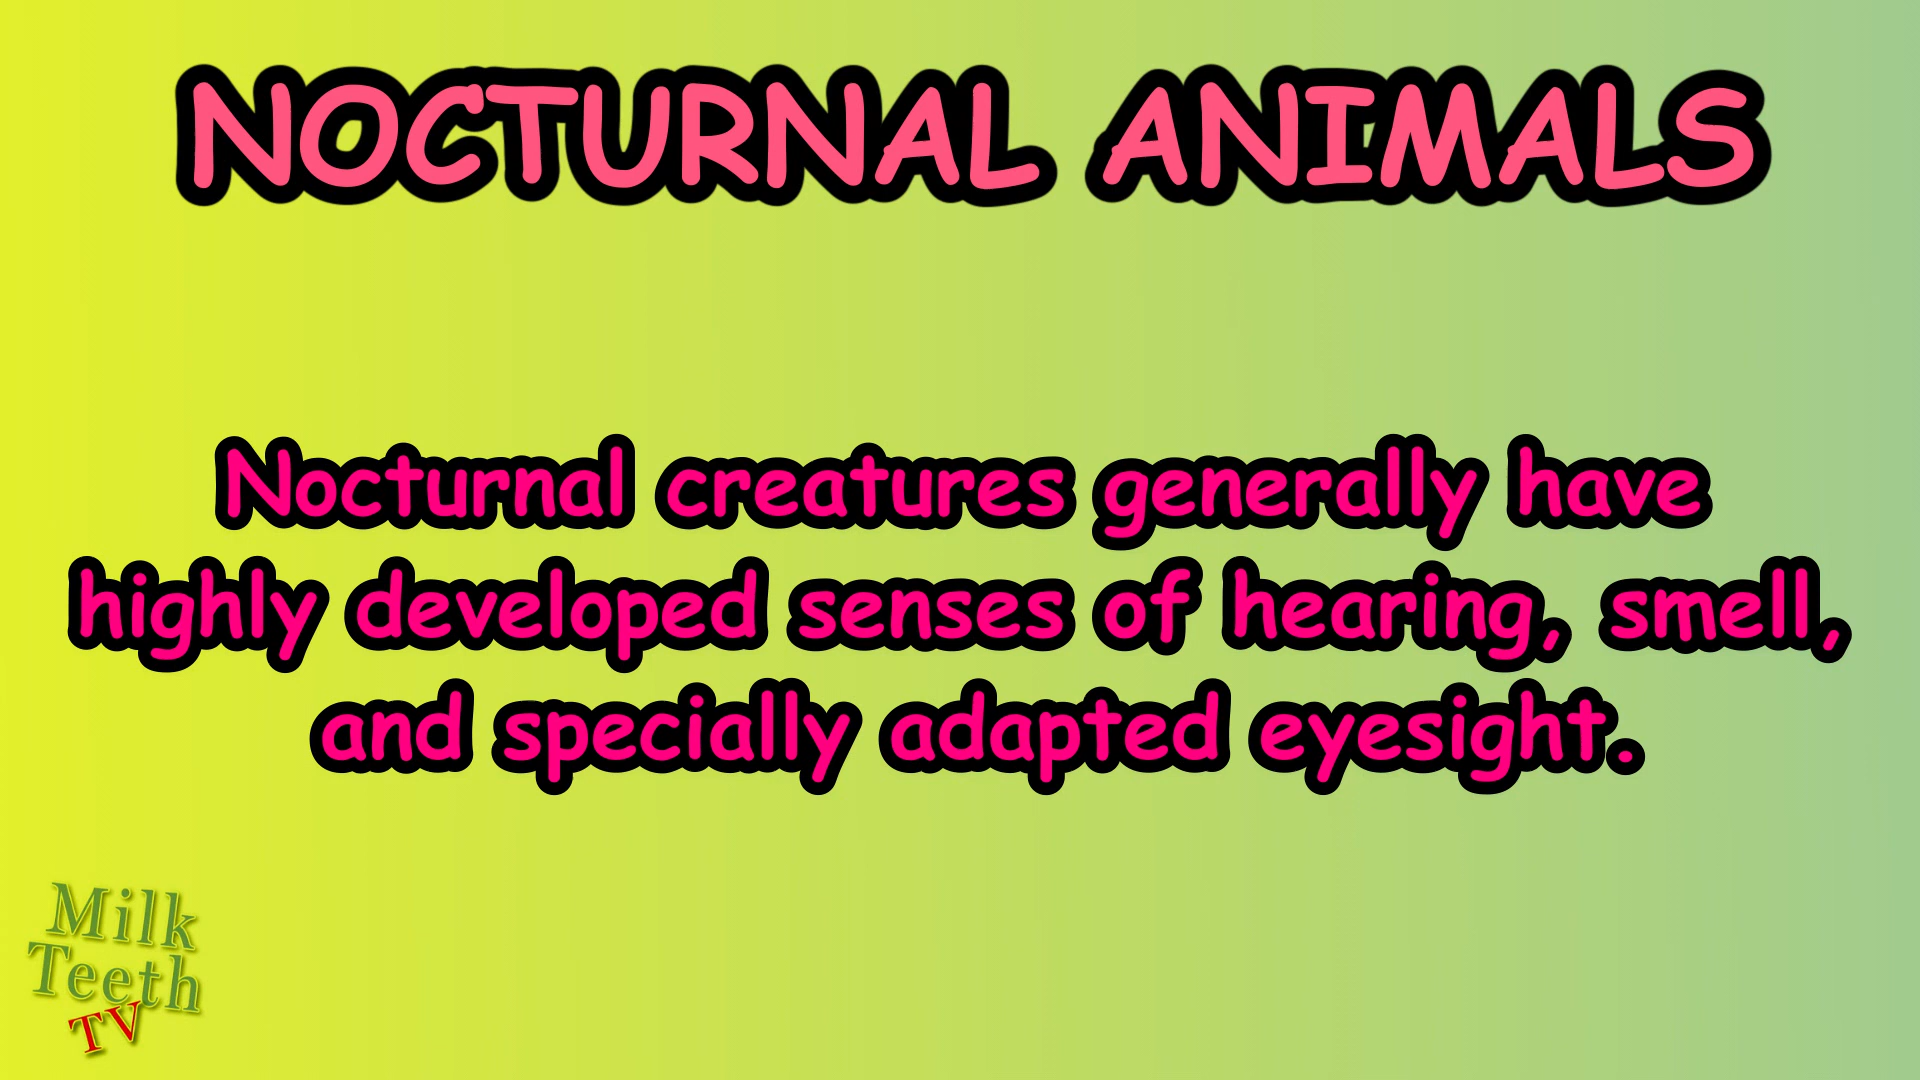 NOCTURNAL ANIMALS
Nocturnal creatures generally have
highly developed senses of hearing, smell,
and specially adapted eyesight.
Milk
Teeth
TV